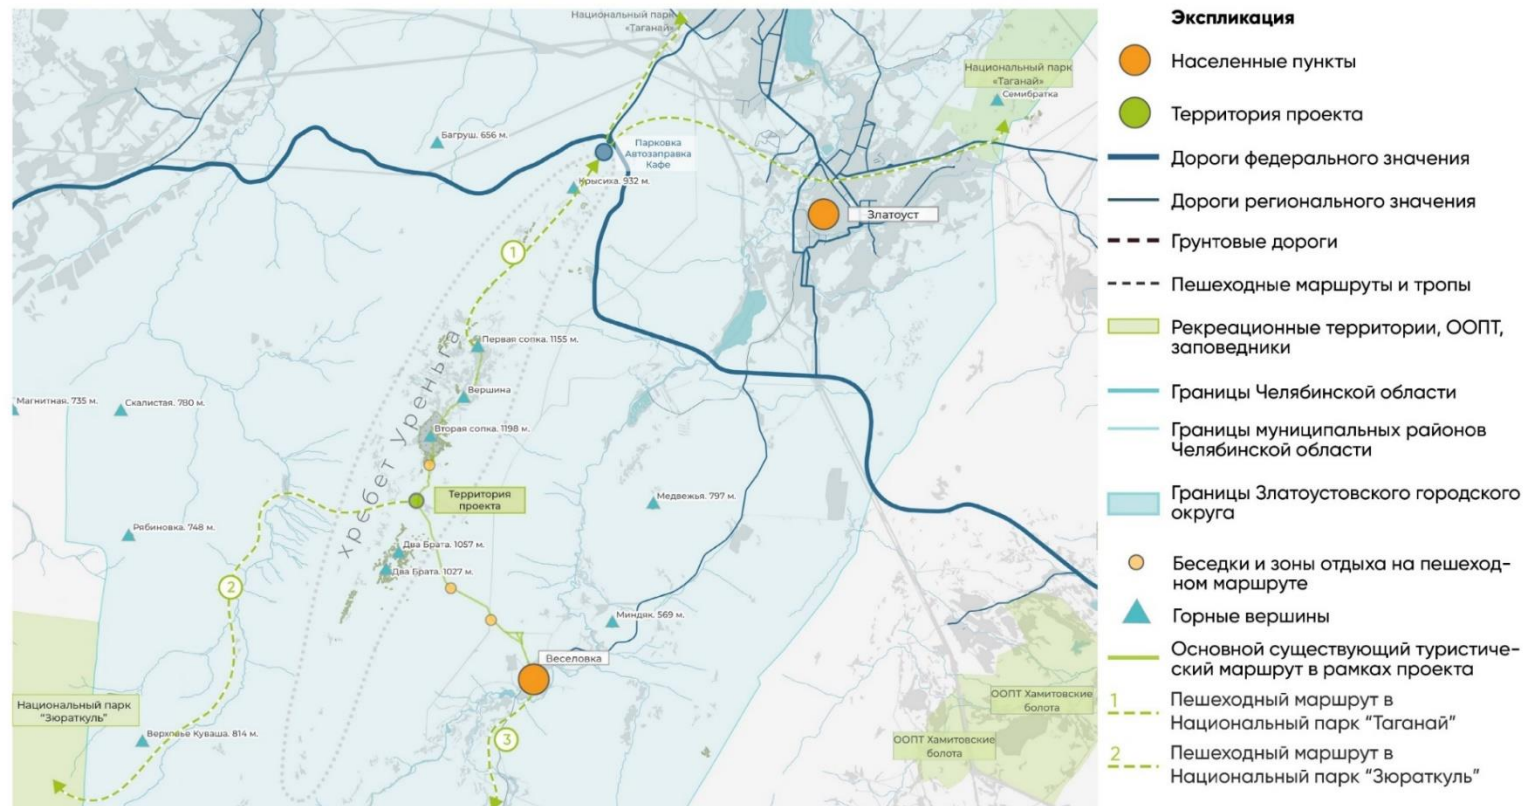 Национальный парк
«Таганай»
Национальный парк
«Таганай»
Семибратка
Багруш. 656 м.
Парковка
Автозаправка
Кафе
Крысиха. 932 м.
Златоуст
1
хребет Уреньга
Первая сопка. 1155 м.
Вершина
Магнитная. 735 м.
Скалистая. 780 м.
Вторая сопка. 1198 м.
Территория
проекта
Медвежья. 797 м.
Рябиновка. 748 м.
Два Брата. 1057 м.
Два Брата. 1027 м.
2
Миндяк. 569 м.
Веселовка
Национальный парк
"Зюраткуль"
Верховье Куваша. 814 м.
3
ООПТ Хамитовские
болота
ООПТ Хамитовские
болота
Экспликация
Населенные пункты
Территория проекта
Дороги федерального значения
Дороги регионального значения
Грунтовые дороги
Пешеходные маршруты и тропы
Рекреационные территории, ООПТ,
заповедники
Границы Челябинской области
Границы муниципальных районов
Челябинской области
Границы Златоустовского городского
округа
Беседки и зоны отдыха на пешеход-
ном маршруте
Горные вершины
Основной существующий туристиче-
ский маршрут в рамках проекта
1 Пешеходный маршрут в
Национальный парк "Таганай"
2 Пешеходный маршрут в
Национальный парк "Зюраткуль"